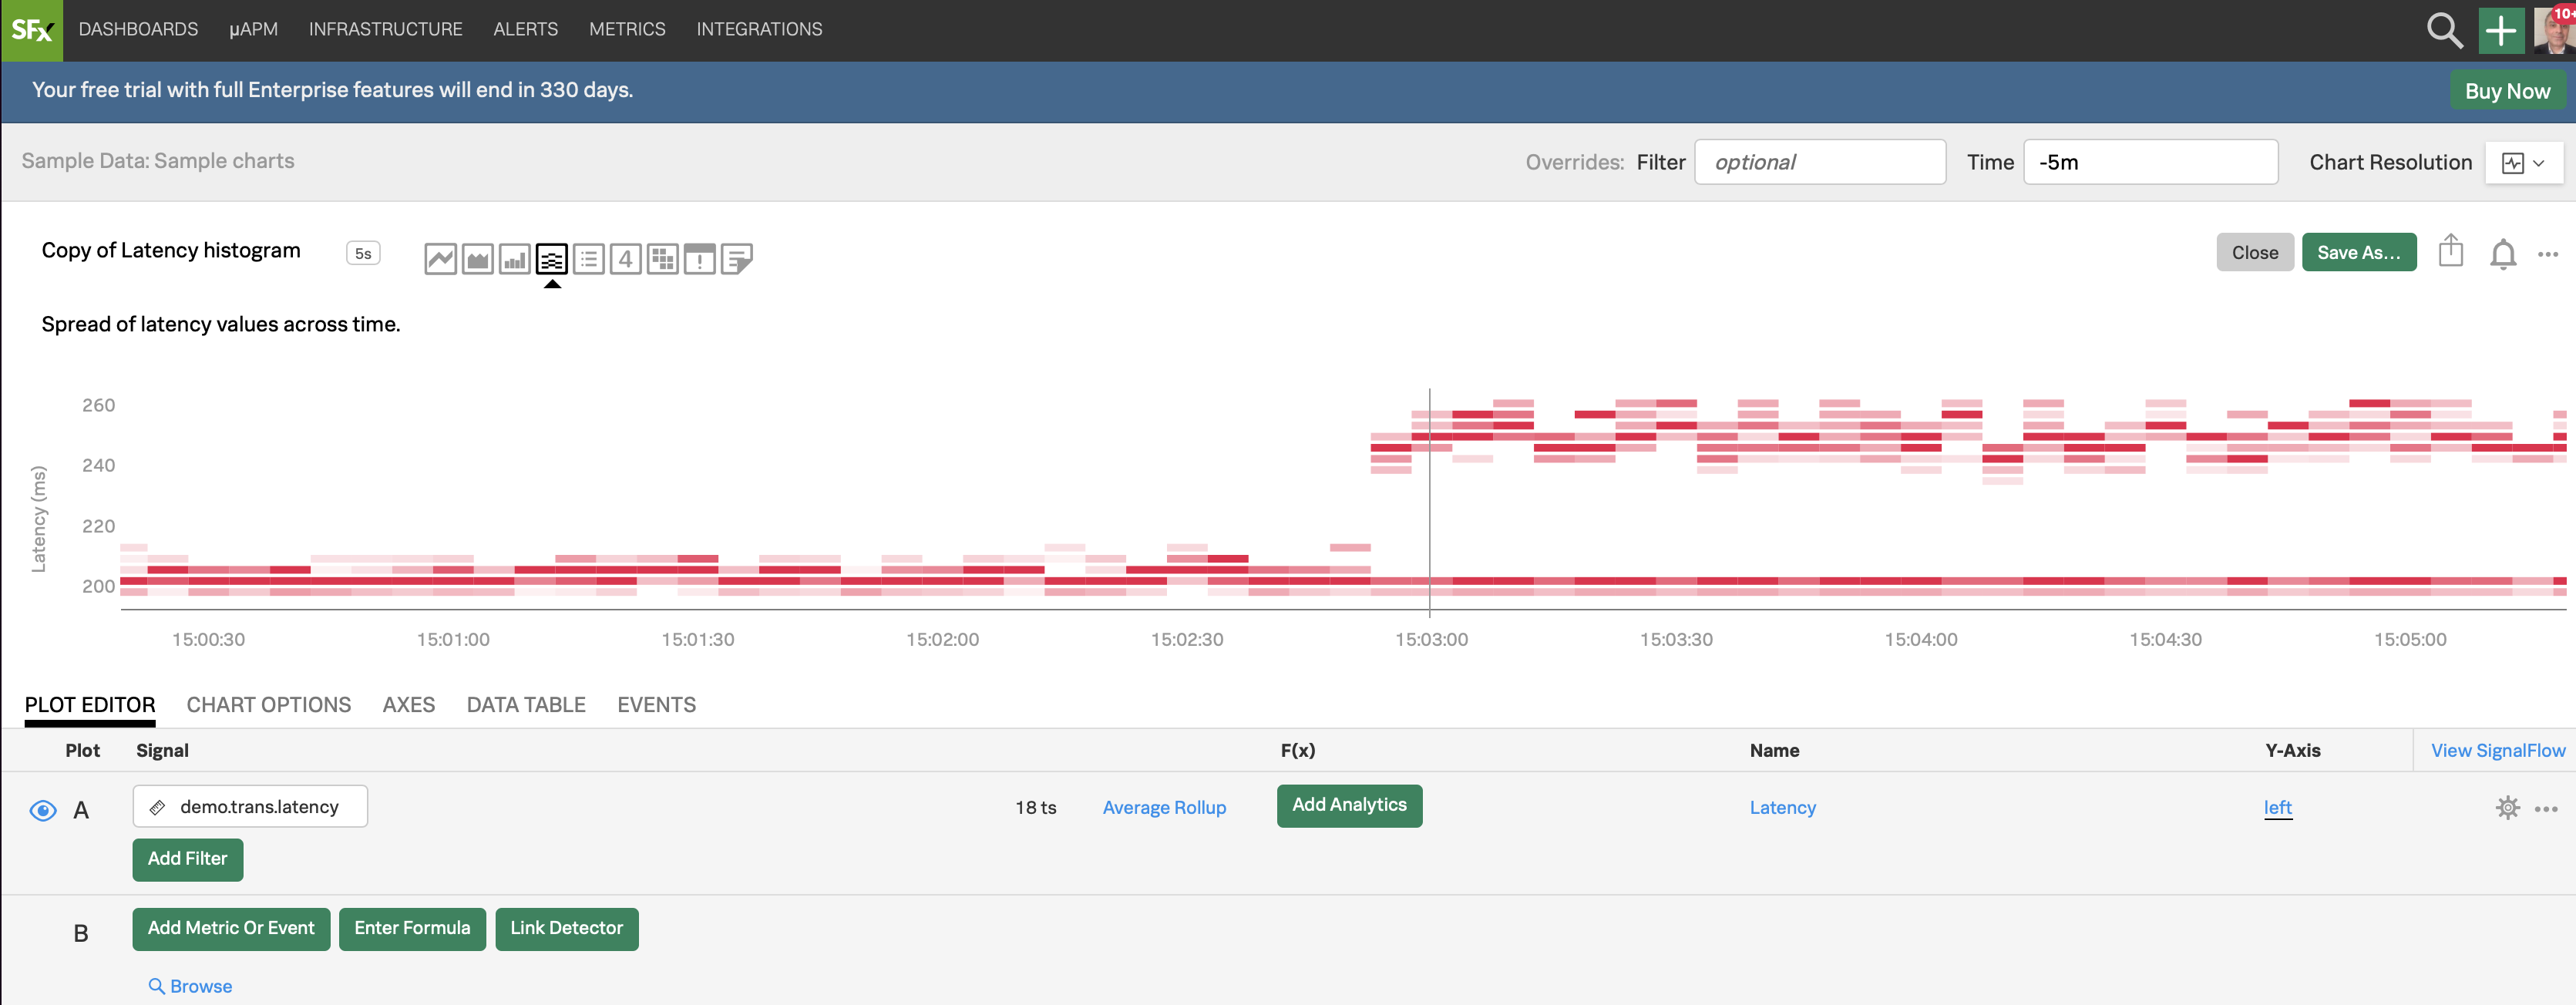 SFx DASHBOARDS µAPM INFRASTRUCTURE ALERTS METRICS INTEGRATIONS 10+
Your free trial with full Enterprise features will end in 330 days. Buy Now
Sample Data: Sample charts Overrides: Filter optional Time -5m Chart Resolution
Copy of Latency histogram 5s 4 Close Save As... ...
Spread of latency values across time.
Latency (ms)
260
240
220
200
15:00:30 15:01:00 15:01:30 15:02:00 15:02:30 15:03:00 15:03:30 15:04:00 15:04:30 15:05:00
PLOT EDITOR CHART OPTIONS AXES DATA TABLE EVENTS
Plot Signal F(x) Name Y-Axis View SignalFlow
A demo.trans.latency 18 ts Average Rollup Add Analytics Latency left
Add Filter
B Add Metric Or Event Enter Formula Link Detector
Browse